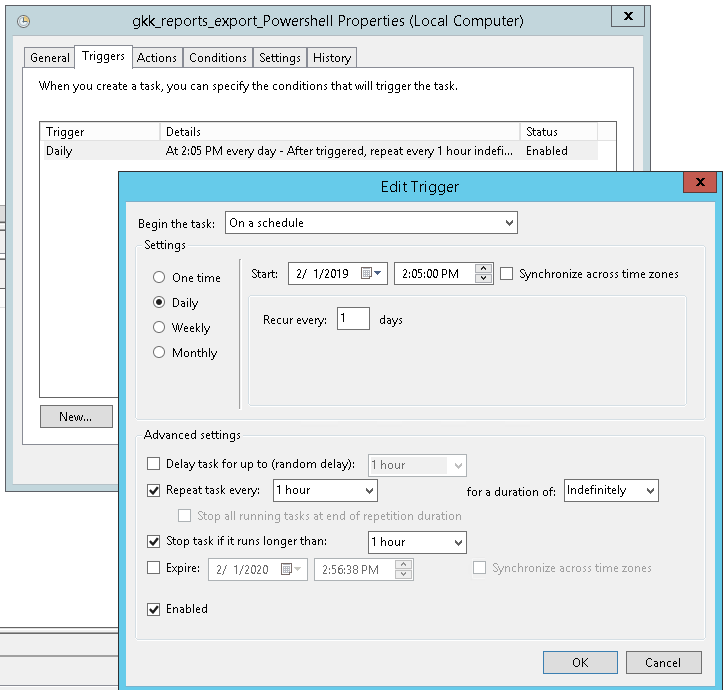 gkk_reports_export_Powershell Properties (Local Computer)
x
General Triggers Actions Conditions Settings History
When you create a task, you can specify the conditions that will trigger the task.
Trigger Details Status
Daily At 2:05 PM every day - After triggered, repeat every 1 hour indefi... Enabled
Edit Trigger
x
Begin the task: On a schedule
Settings
One time
Daily
Weekly
Monthly
Start: 2/ 1/2019 2:05:00 PM Synchronize across time zones
Recur every: 1 days
New...
Advanced settings
Delay task for up to (random delay): 1 hour
Repeat task every: 1 hour for a duration of: Indefinitely
Stop all running tasks at end of repetition duration
Stop task if it runs longer than: 1 hour
Expire: 2/ 1/2020 2:56:38 PM Synchronize across time zones
Enabled
OK Cancel